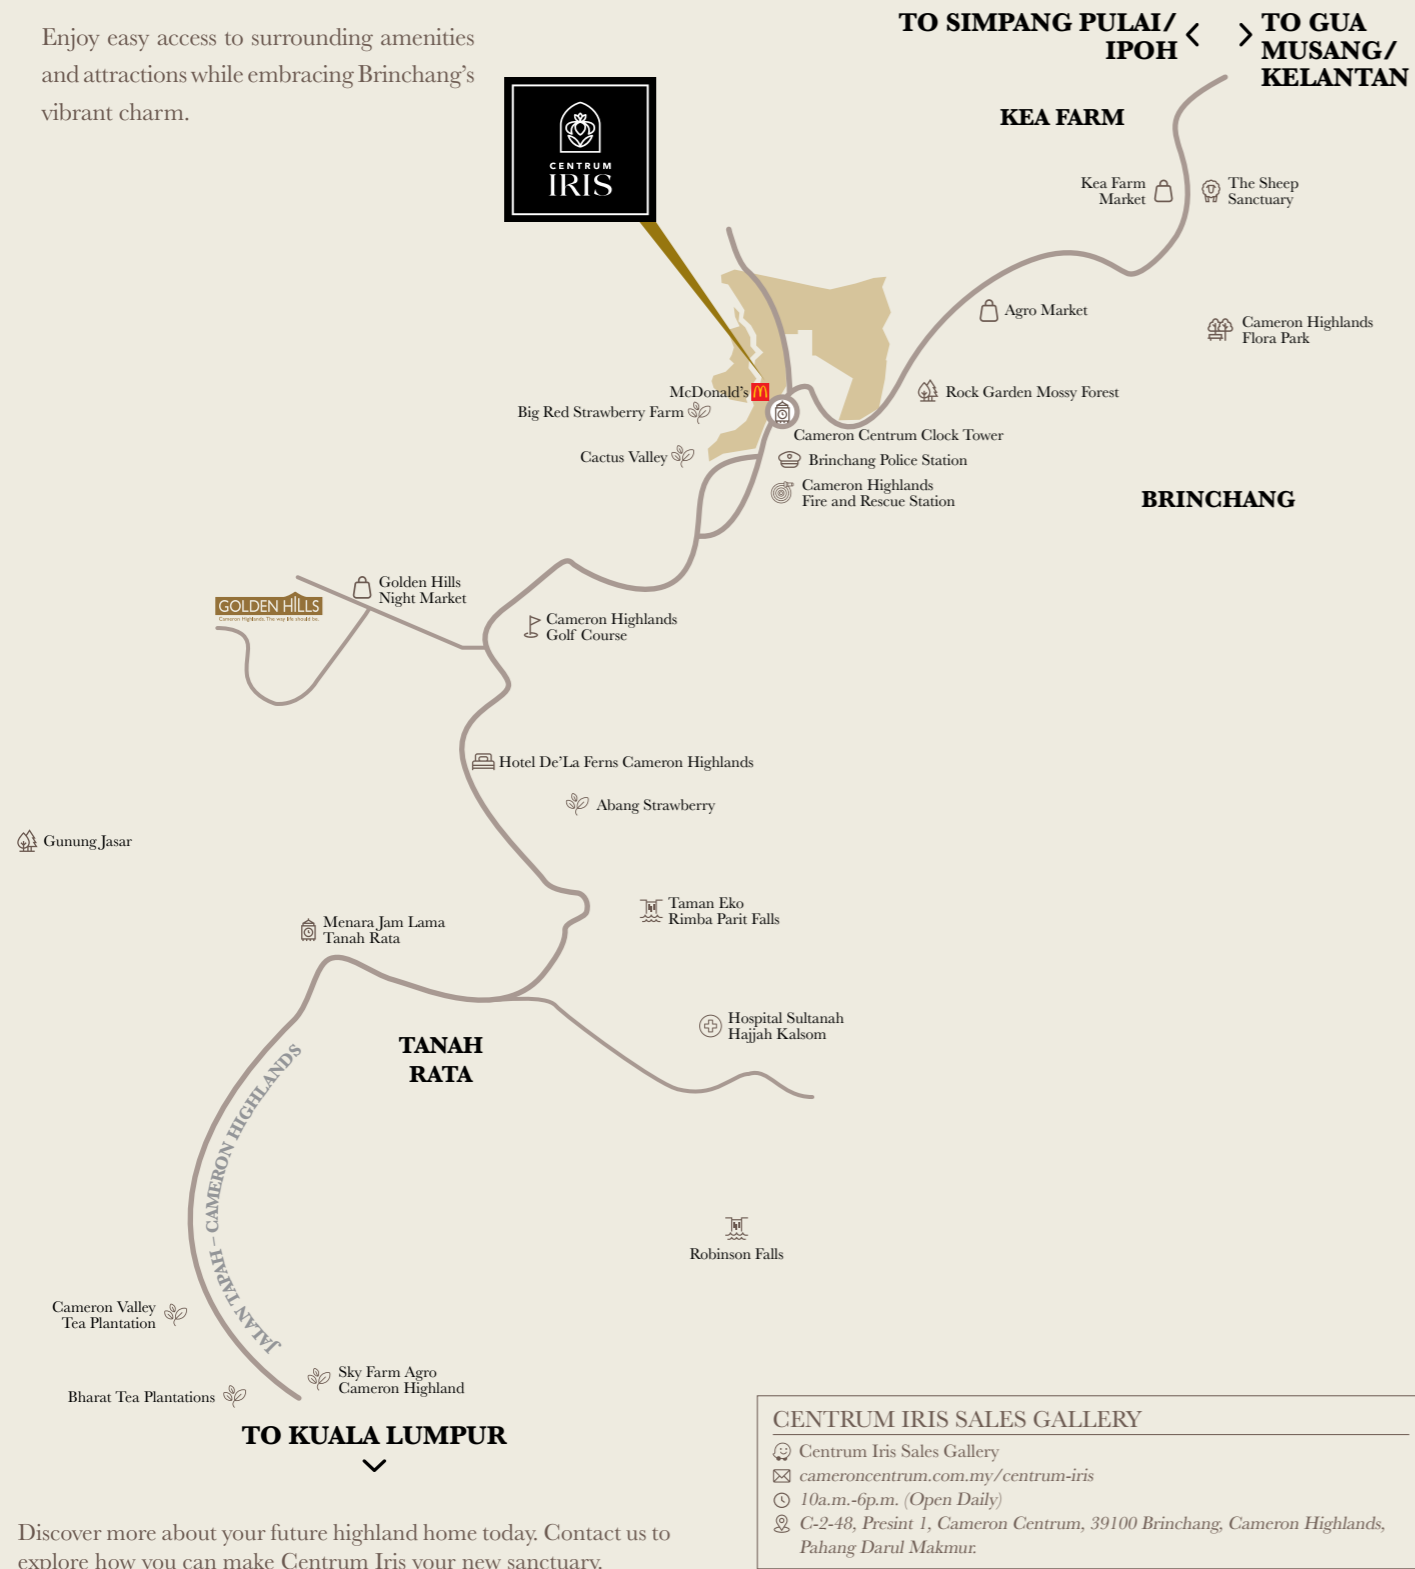 Enjoy easy access to surrounding amenities
and attractions while embracing Brinchang's
vibrant charm.
TO SIMPANG PULAI/
IPOH
TO GUA
MUSANG/
KELANTAN
CENTRUM
IRIS
KEA FARM
Kea Farm
Market
The Sheep
Sanctuary
Agro Market
Cameron Highlands
Flora Park
McDonald's
Rock Garden Mossy Forest
Big Red Strawberry Farm
Cameron Centrum Clock Tower
Cactus Valley
Brinchang Police Station
Cameron Highlands
Fire and Rescue Station
BRINCHANG
Golden Hills
Night Market
GOLDEN HILLS
Cameron Highlands. The way life should be.
Cameron Highlands
Golf Course
Hotel De'La Ferns Cameron Highlands
Abang Strawberry
Gunung Jasar
Taman Eko
Rimba Parit Falls
Menara Jam Lama
Tanah Rata
Hospital Sultanah
Hajjah Kalsom
TANAH
RATA
JALAN TAPAH – CAMERON HIGHLANDS
Robinson Falls
Cameron Valley
Tea Plantation
Sky Farm Agro
Cameron Highland
Bharat Tea Plantations
TO KUALA LUMPUR
CENTRUM IRIS SALES GALLERY
Centrum Iris Sales Gallery
cameroncentrum.com.my/centrum-iris
10a.m.-6p.m. (Open Daily)
C-2-48, Presint 1, Cameron Centrum, 39100 Brinchang, Cameron Highlands,
Pahang Darul Makmur.
Discover more about your future highland home today. Contact us to
explore how you can make Centrum Iris your new sanctuary.